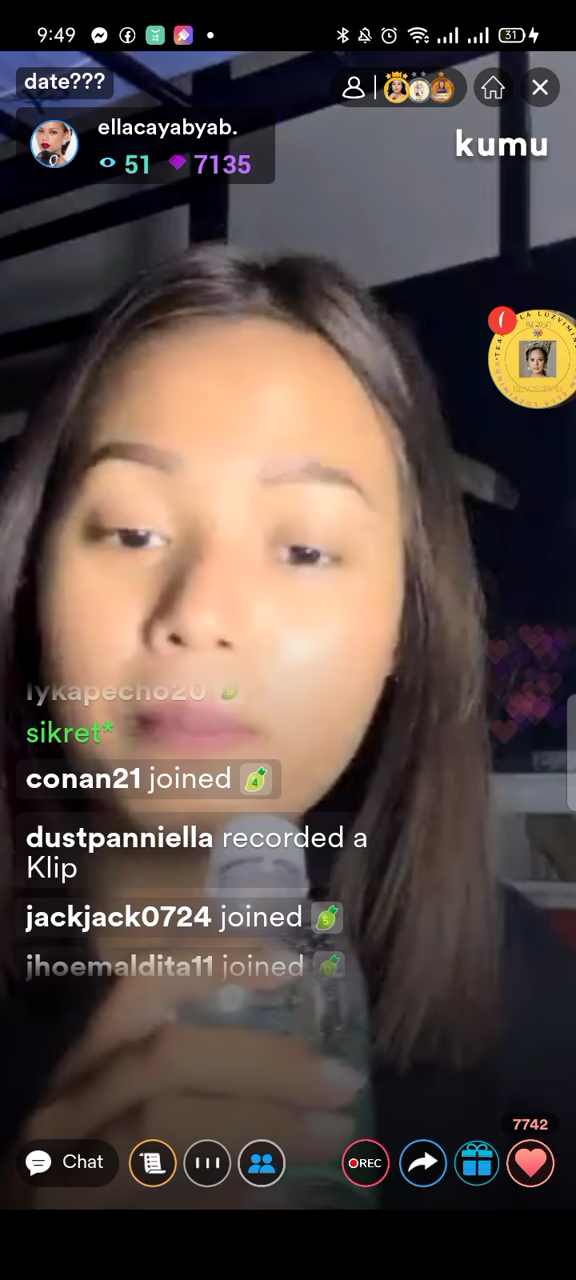 9:49
31
date???
ellacayabyab.
51 7135
kumu
lykapecho20
sikret*
conan21 joined 4
dustpanniella recorded a
Klip
jackjack0724 joined 5
jhoemaldita11 joined
7742
Chat
REC